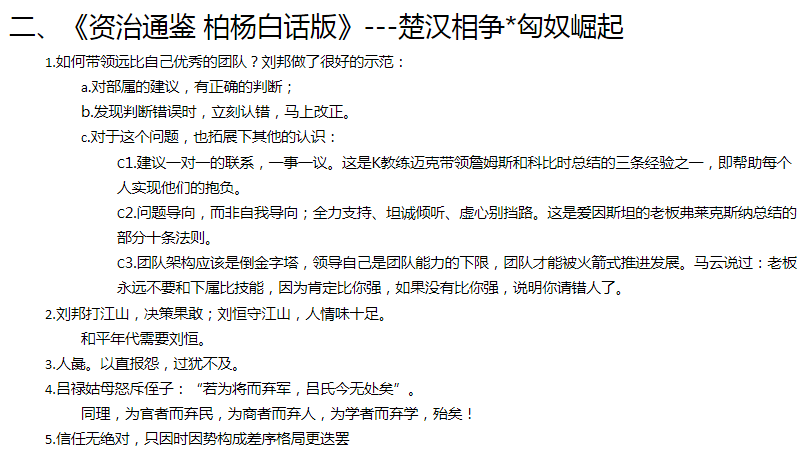 二、《资治通鉴 柏杨白话版》---楚汉相争*匈奴崛起
1.如何带领远比自己优秀的团队？刘邦做了很好的示范：
a.对部属的建议，有正确的判断；
b.发现判断错误时，立刻认错，马上改正。
c.对于这个问题，也拓展下其他的认识：
C1.建议一对一的联系，一事一议。这是K教练迈克带领詹姆斯和科比时总结的三条经验之一，即帮助每个
人实现他们的抱负。
C2.问题导向，而非自我导向；全力支持、坦诚倾听、虚心别挡路。这是爱因斯坦的老板弗莱克斯纳总结的
部分十条法则。
C3.团队架构应该是倒金字塔，领导自己是团队能力的下限，团队才能被火箭式推进发展。马云说过：老板
永远不要和下属比技能，因为肯定比你强，如果没有比你强，说明你请错人了。
2.刘邦打江山，决策果敢；刘恒守江山，人情味十足。
和平年代需要刘恒。
3.人彘。以直报怨，过犹不及。
4.吕禄姑母怒斥侄子：“若为将而弃军，吕氏今无处矣”。
同理，为官者而弃民，为商者而弃人，为学者而弃学，殆矣！
5.信任无绝对，只因时因势构成差序格局更迭罢